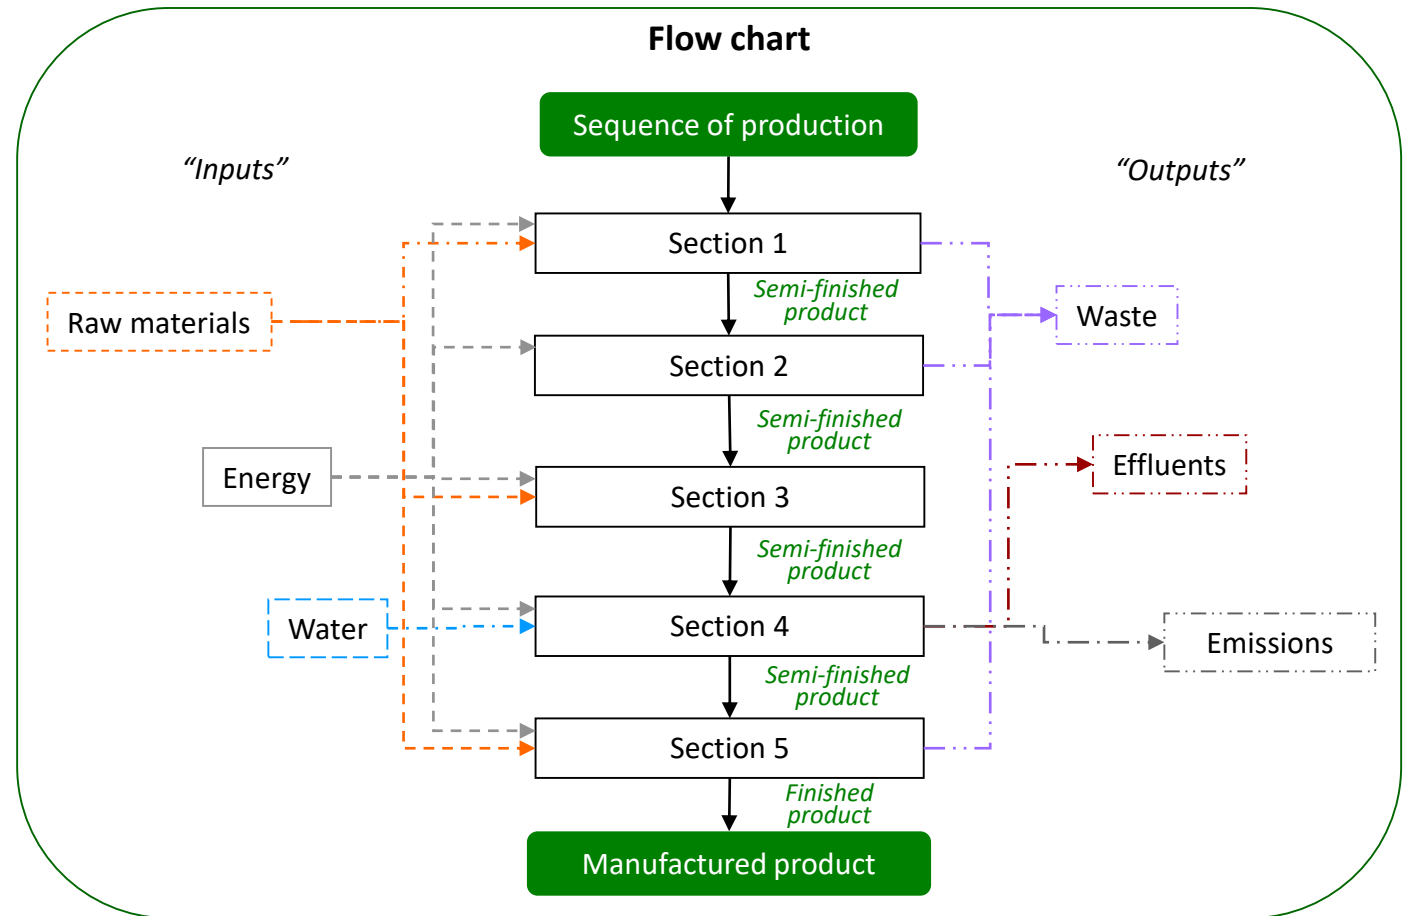 Flow chart
Sequence of production
“Inputs”
“Outputs”
Section 1
Semi-finished
product
Raw materials
Waste
Section 2
Semi-finished
product
Energy
Effluents
Section 3
Semi-finished
product
Water
Section 4
Emissions
Semi-finished
product
Section 5
Finished
product
Manufactured product